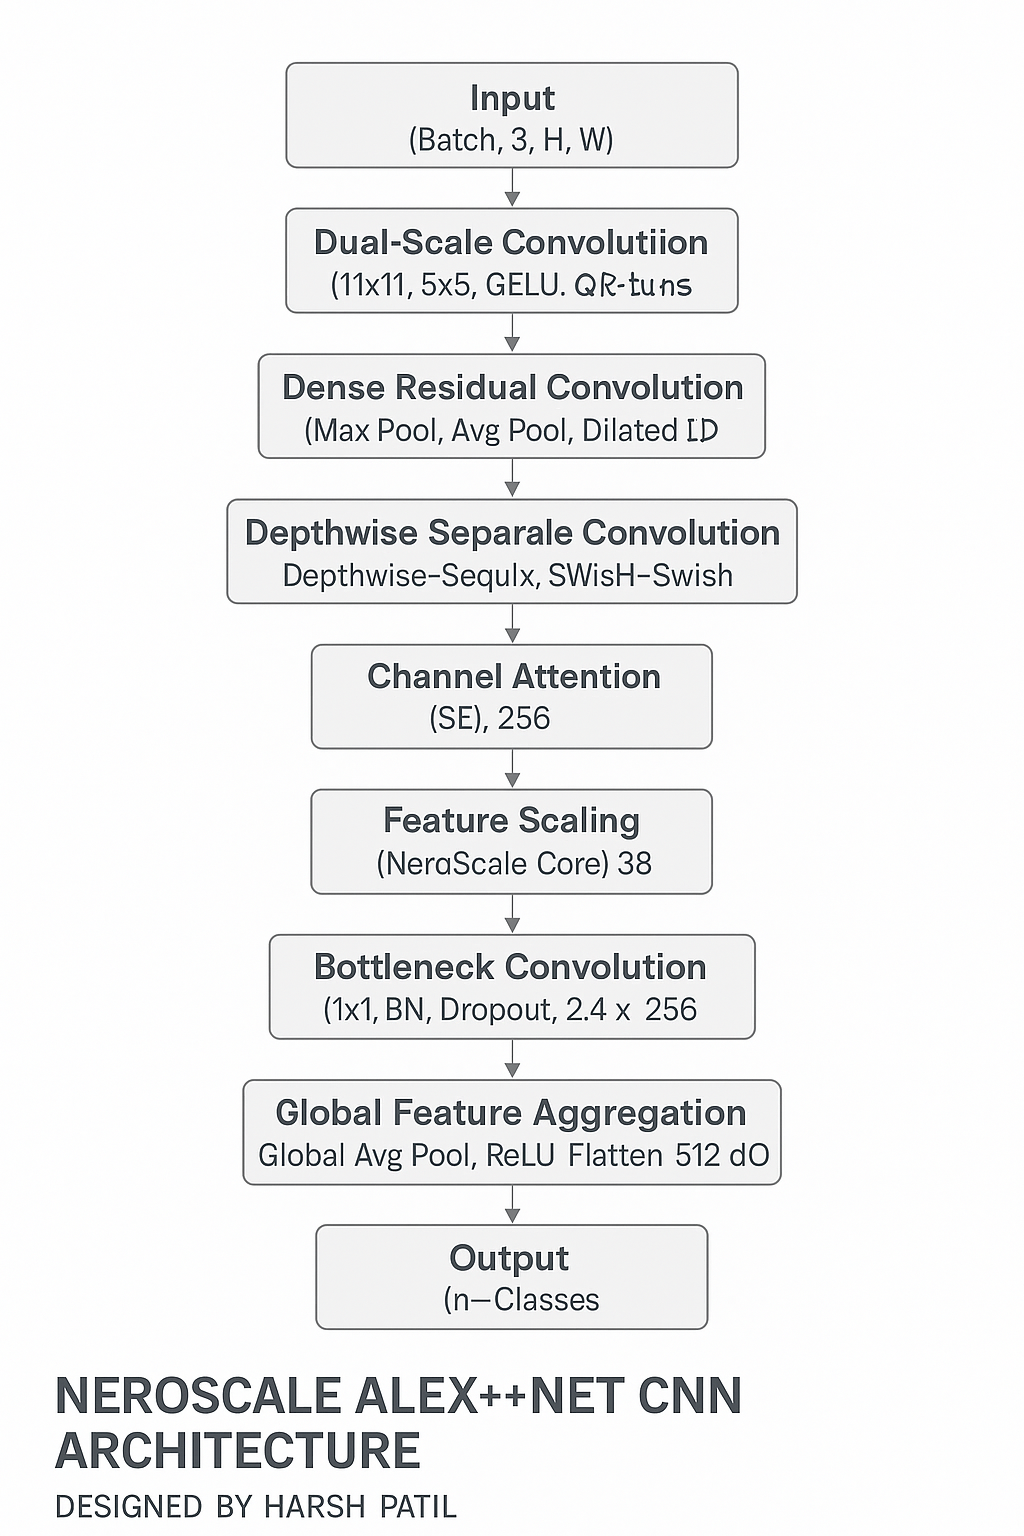 Input
(Batch, 3, H, W)
Dual-Scale Convolutiion
(11x11, 5x5, GELU. QR-tuns
Dense Residual Convolution
(Max Pool, Avg Pool, Dilated ID
Depthwise Separale Convolution
Depthwise-Sequlx, SWisH-Swish
Channel Attention
(SE), 256
Feature Scaling
(NeraScale Core) 38
Bottleneck Convolution
(1x1, BN, Dropout, 2.4 x 256
Global Feature Aggregation
Global Avg Pool, ReLU Flatten 512 dO
Output
(n—Classes
NEROSCALE ALEX++NET CNN
ARCHITECTURE
DESIGNED BY HARSH PATIL